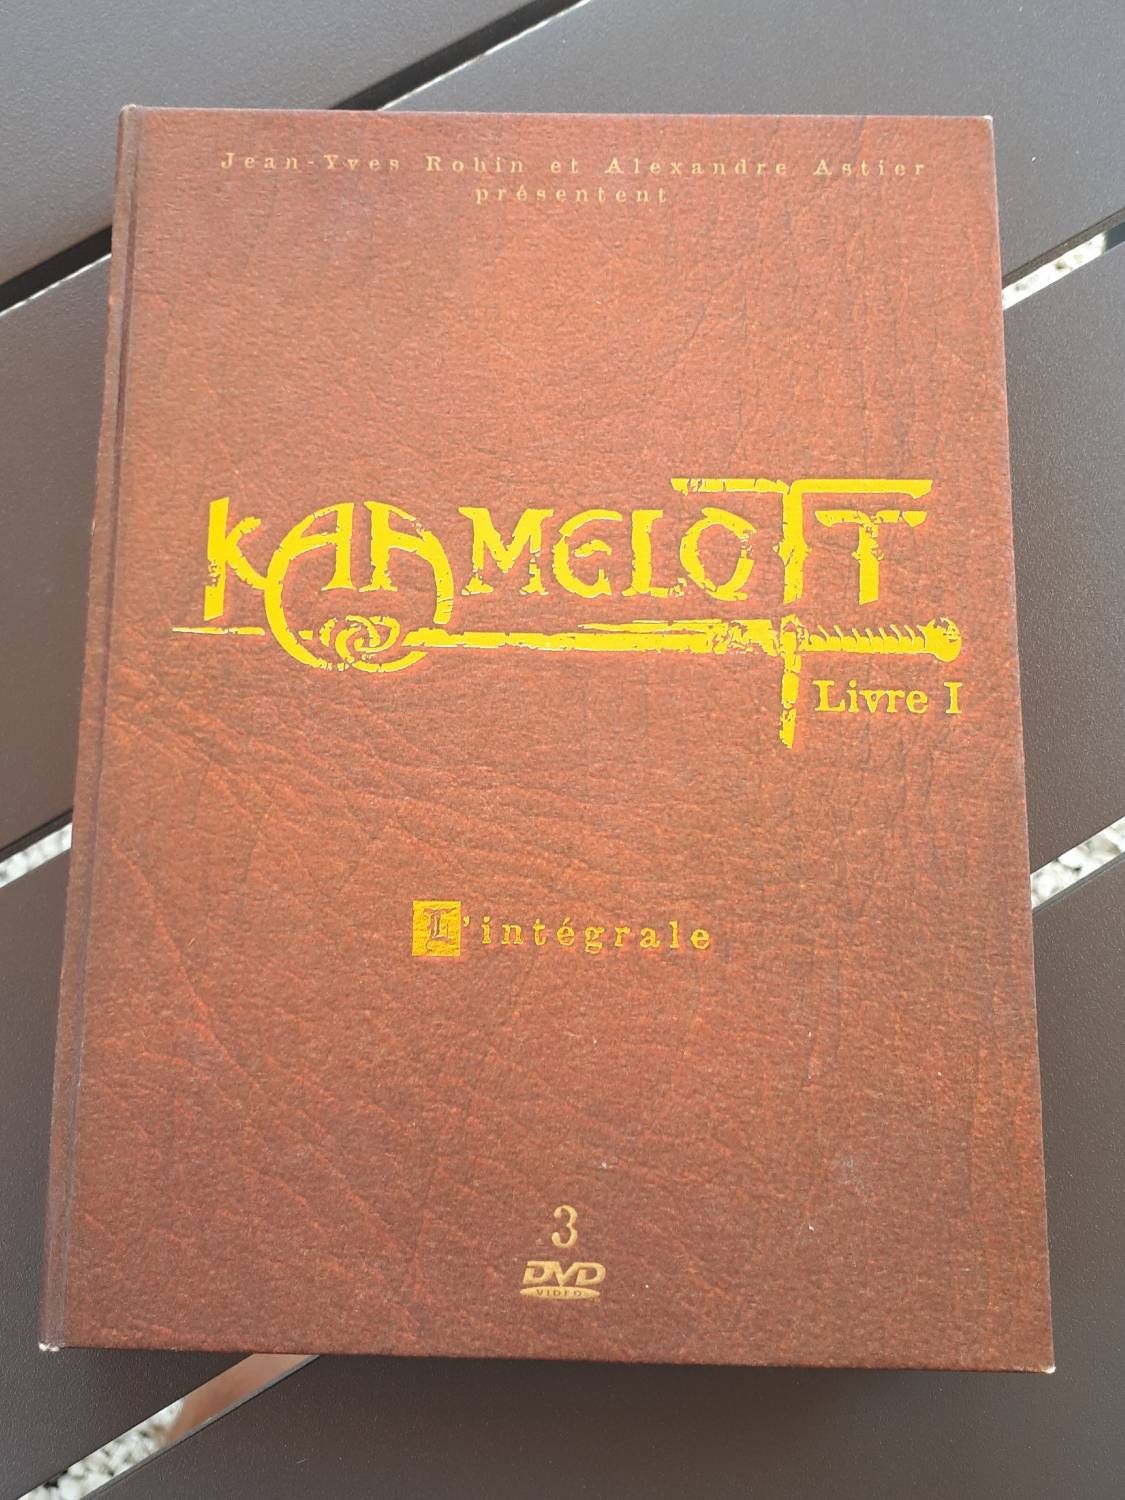 Jean-Yves Robin et Alexandre Astier
présentent
KAAMELOTT
Livre I
L'intégrale
3
DVD
VIDEO